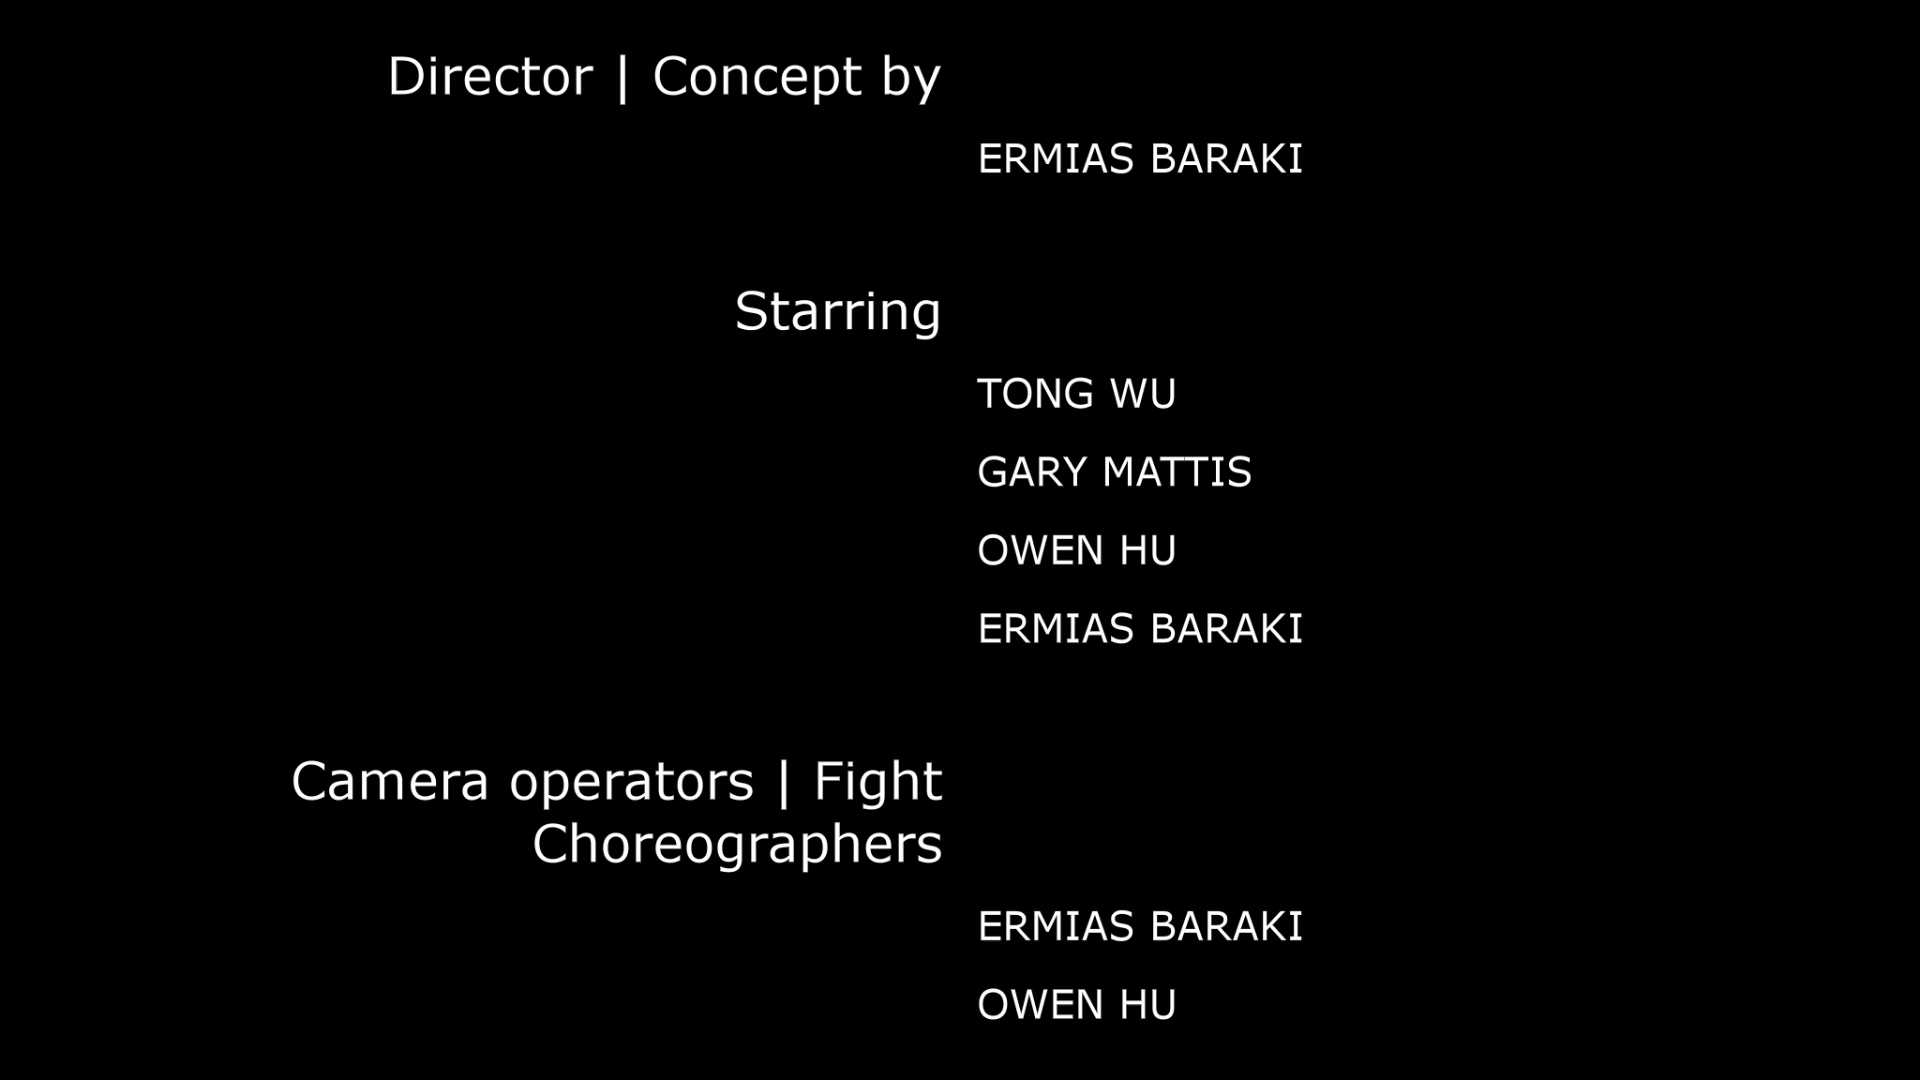 Director | Concept by
ERMIAS BARAKI
Starring
TONG WU
GARY MATTIS
OWEN HU
ERMIAS BARAKI
Camera operators | Fight
Choreographers
ERMIAS BARAKI
OWEN HU